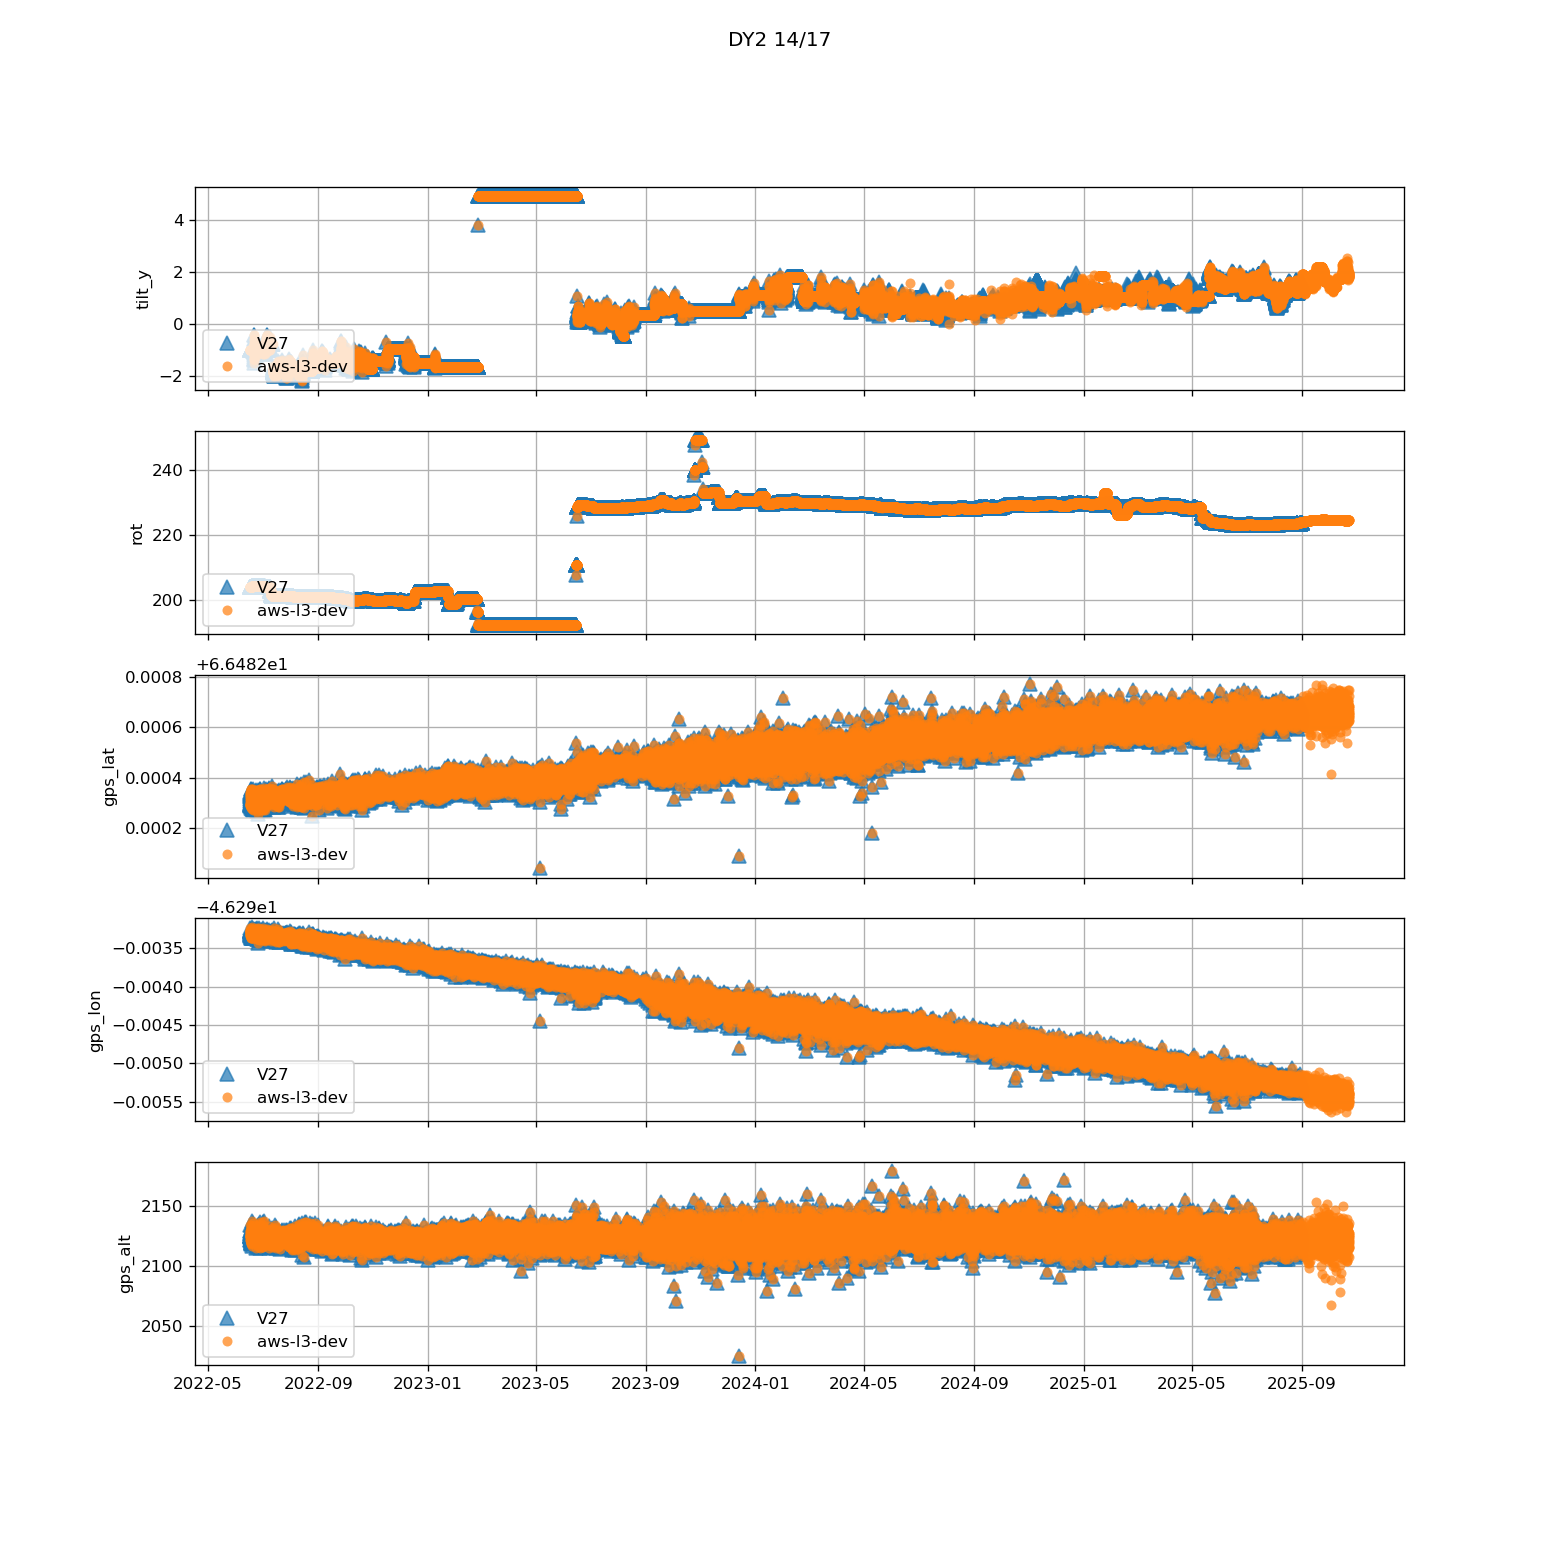 DY2 14/17
4
2
0
−2
tilt_y
V27
aws-l3-dev
240
220
200
rot
V27
aws-l3-dev
+6.6482e1
0.0008
0.0006
0.0004
0.0002
gps_lat
V27
aws-l3-dev
−4.629e1
−0.0035
−0.0040
−0.0045
−0.0050
−0.0055
gps_lon
V27
aws-l3-dev
2150
2100
2050
gps_alt
V27
aws-l3-dev
2022-05 2022-09 2023-01 2023-05 2023-09 2024-01 2024-05 2024-09 2025-01 2025-05 2025-09